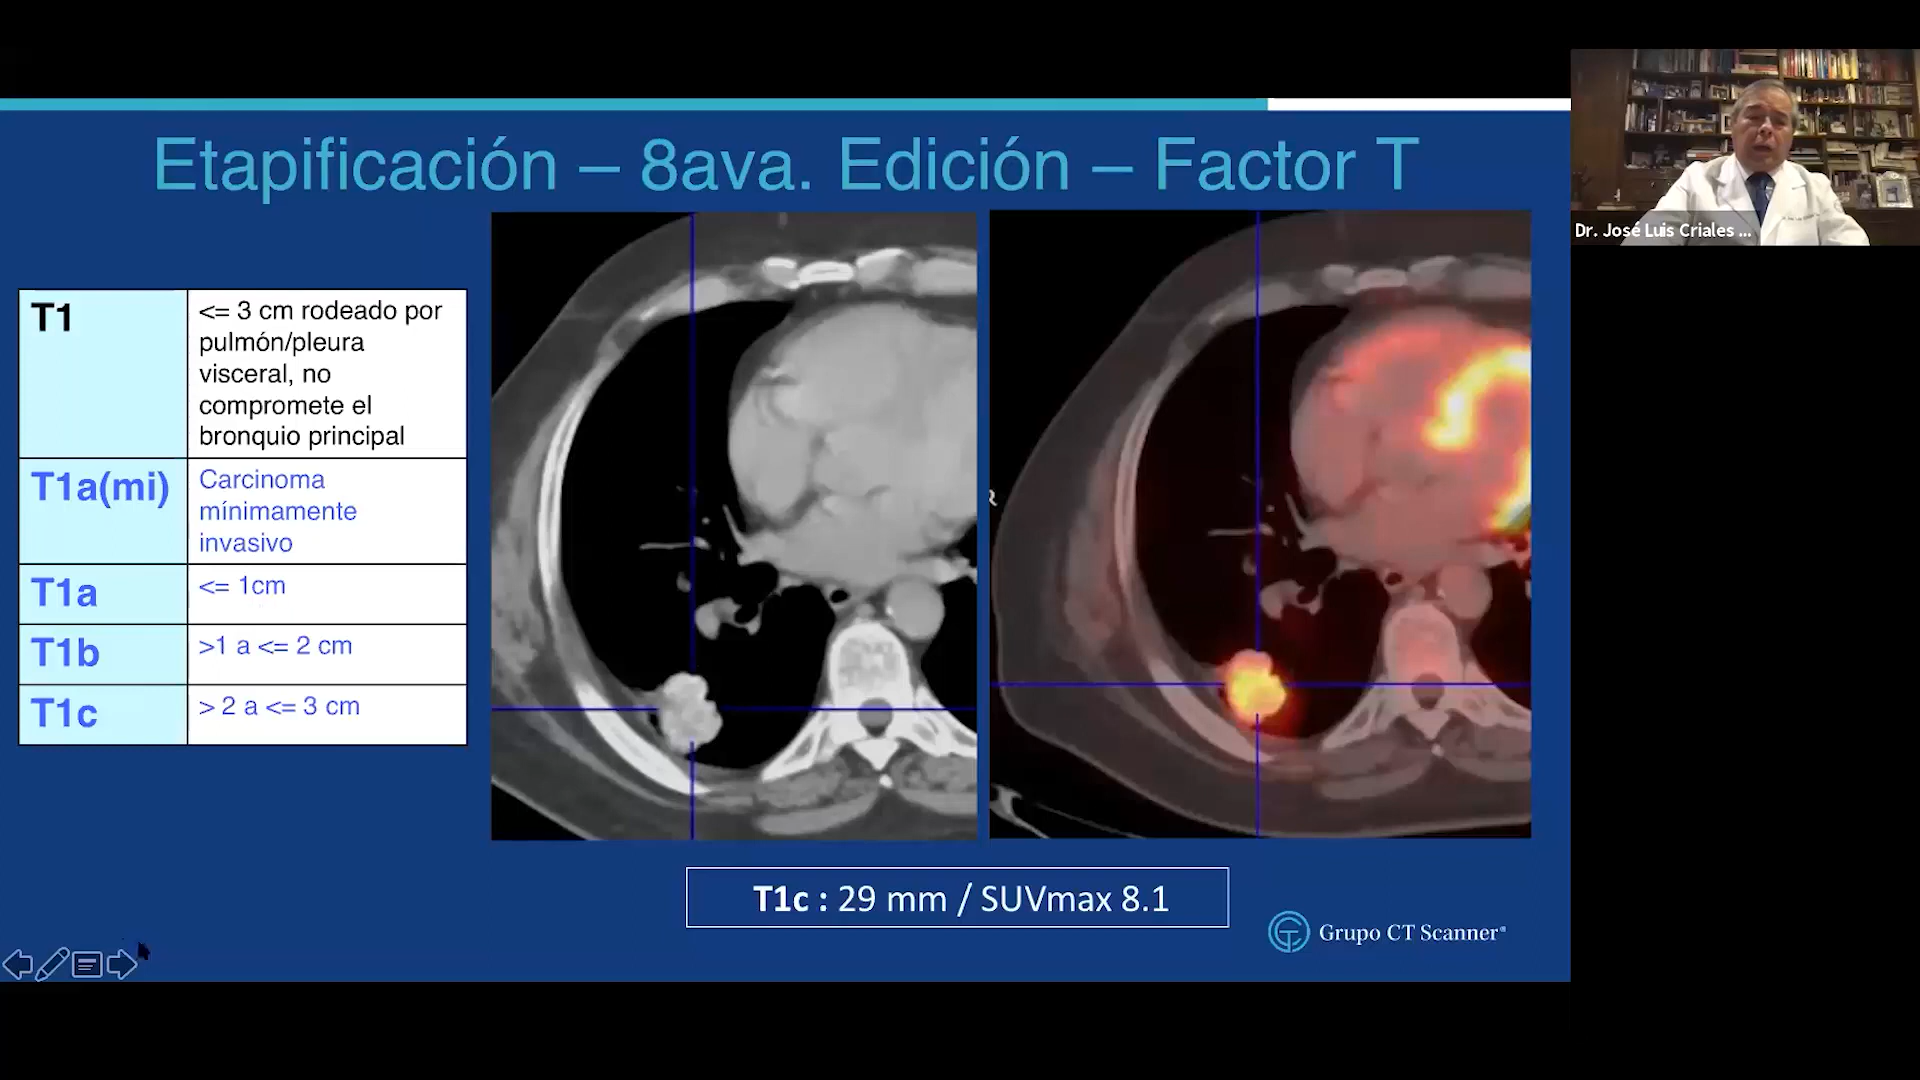 Etapificación – 8ava. Edición – Factor T
T1
<= 3 cm rodeado por
pulmón/pleura
visceral, no
compromete el
bronquio principal
T1a(mi)
Carcinoma
mínimamente
invasivo
T1a
<= 1cm
T1b
>1 a <= 2 cm
T1c
> 2 a <= 3 cm
R
T1c : 29 mm / SUVmax 8.1
Grupo CT Scanner®
Dr. José Luis Criales ...